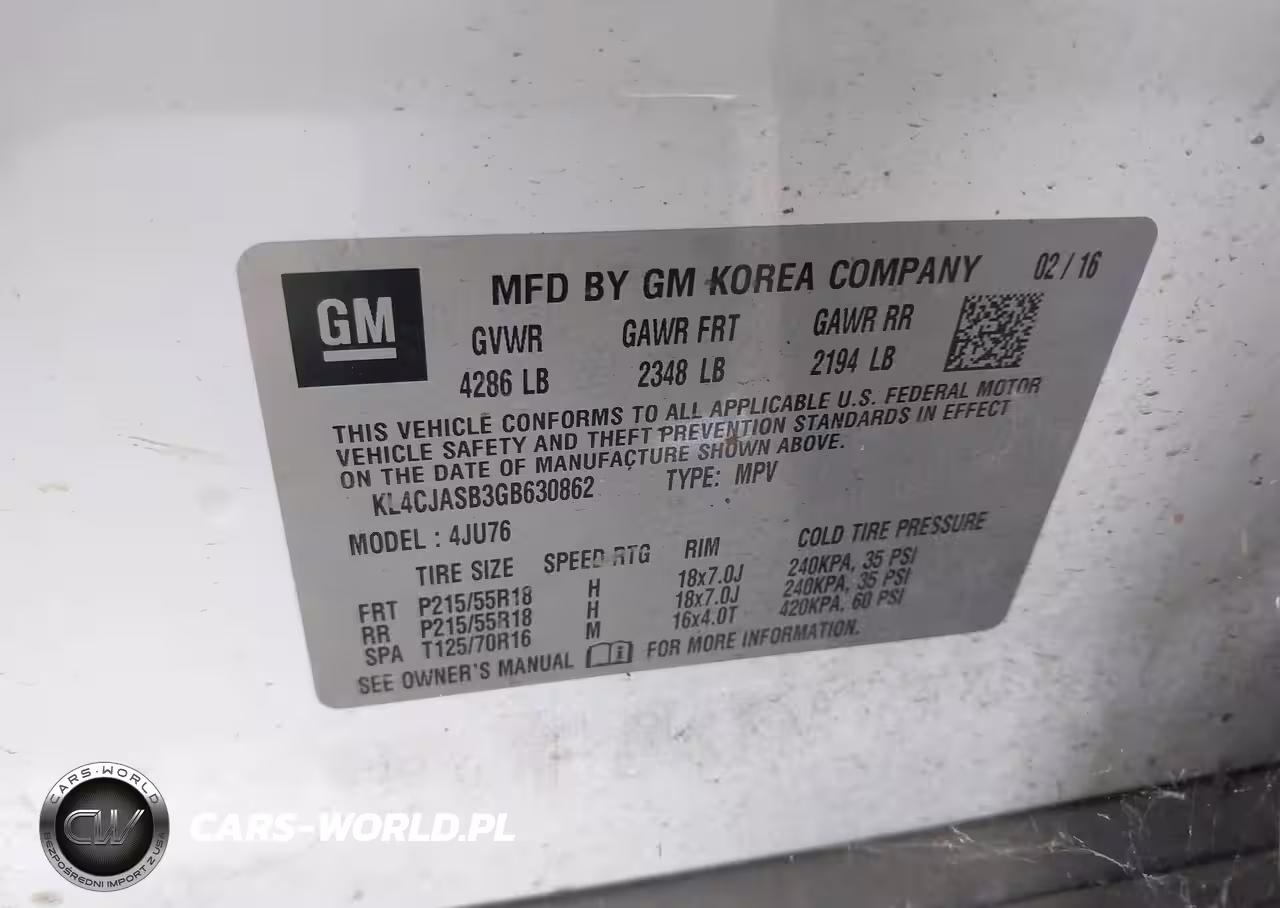 GM
MFD BY GM KOREA COMPANY 02 / 16
GVWR GAWR FRT GAWR RR
4286 LB 2348 LB 2194 LB
THIS VEHICLE CONFORMS TO ALL APPLICABLE U.S. FEDERAL MOTOR
VEHICLE SAFETY AND THEFT PREVENTION STANDARDS IN EFFECT
ON THE DATE OF MANUFACTURE SHOWN ABOVE.
KL4CJASB3GB630862 TYPE: MPV
MODEL : 4JU76
TIRE SIZE SPEED RTG RIM COLD TIRE PRESSURE
FRT P215/55R18 H 18x7.0J 240KPA, 35 PSI
RR P215/55R18 H 18x7.0J 240KPA, 35 PSI
SPA T125/70R16 M 16x4.0T 420KPA, 60 PSI
SEE OWNER'S MANUAL FOR MORE INFORMATION.
CARS-WORLD
CW
BEZPOŚREDNI IMPORT Z USA
CARS-WORLD.PL